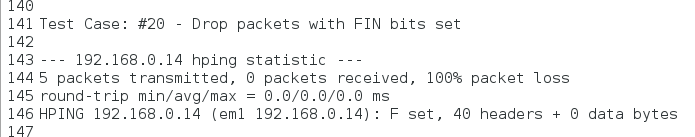 140
141 Test Case: #20 - Drop packets with FIN bits set
142
143 --- 192.168.0.14 hping statistic ---
144 5 packets transmitted, 0 packets received, 100% packet loss
145 round-trip min/avg/max = 0.0/0.0/0.0 ms
146 HPING 192.168.0.14 (em1 192.168.0.14): F set, 40 headers + 0 data bytes
147